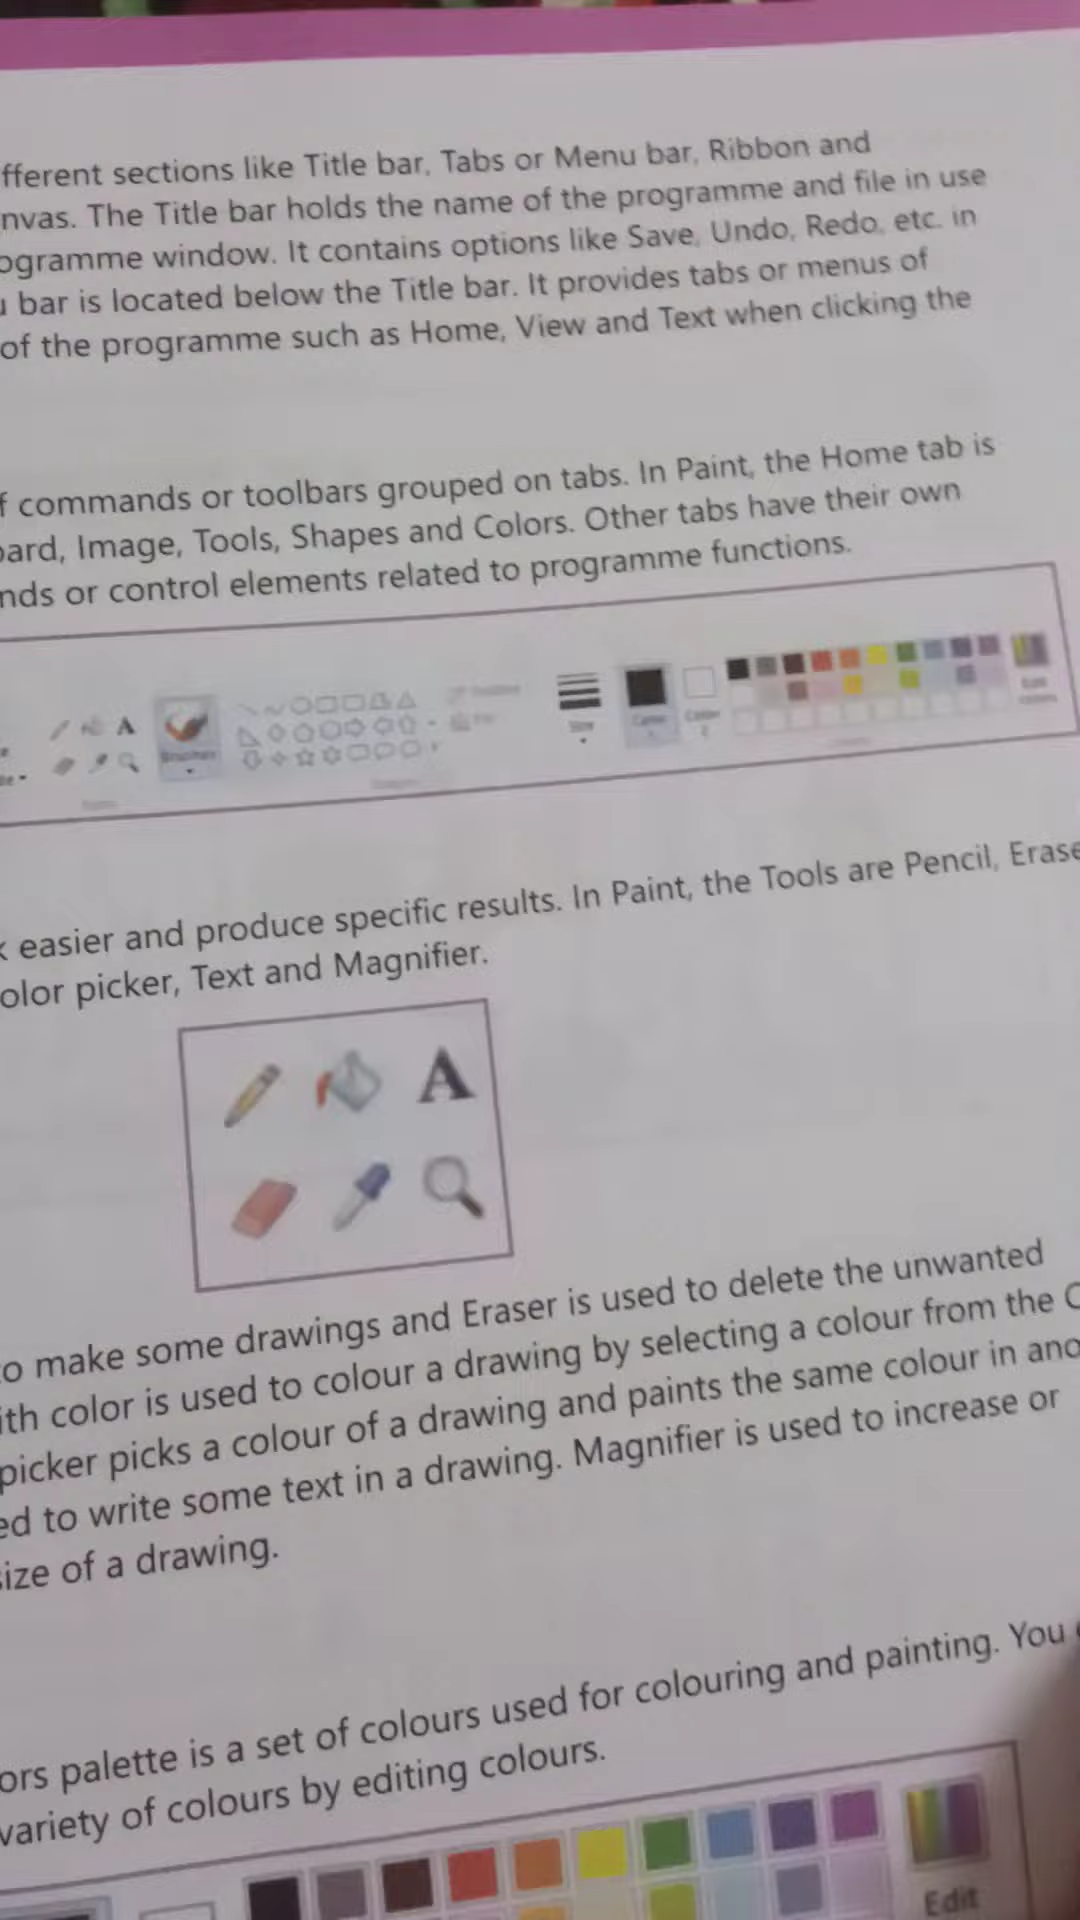 fferent sections like Title bar, Tabs or Menu bar, Ribbon and
nvas. The Title bar holds the name of the programme and file in use
ogramme window. It contains options like Save, Undo, Redo, etc. in
u bar is located below the Title bar. It provides tabs or menus of
of the programme such as Home, View and Text when clicking the
f commands or toolbars grouped on tabs. In Paint, the Home tab is
oard, Image, Tools, Shapes and Colors. Other tabs have their own
nds or control elements related to programme functions.
A
Brushes
Size
k easier and produce specific results. In Paint, the Tools are Pencil, Erase
olor picker, Text and Magnifier.
A
to make some drawings and Eraser is used to delete the unwanted
ith color is used to colour a drawing by selecting a colour from the C
picker picks a colour of a drawing and paints the same colour in ano
ed to write some text in a drawing. Magnifier is used to increase or
size of a drawing.
ors palette is a set of colours used for colouring and painting. You
variety of colours by editing colours.
Edit